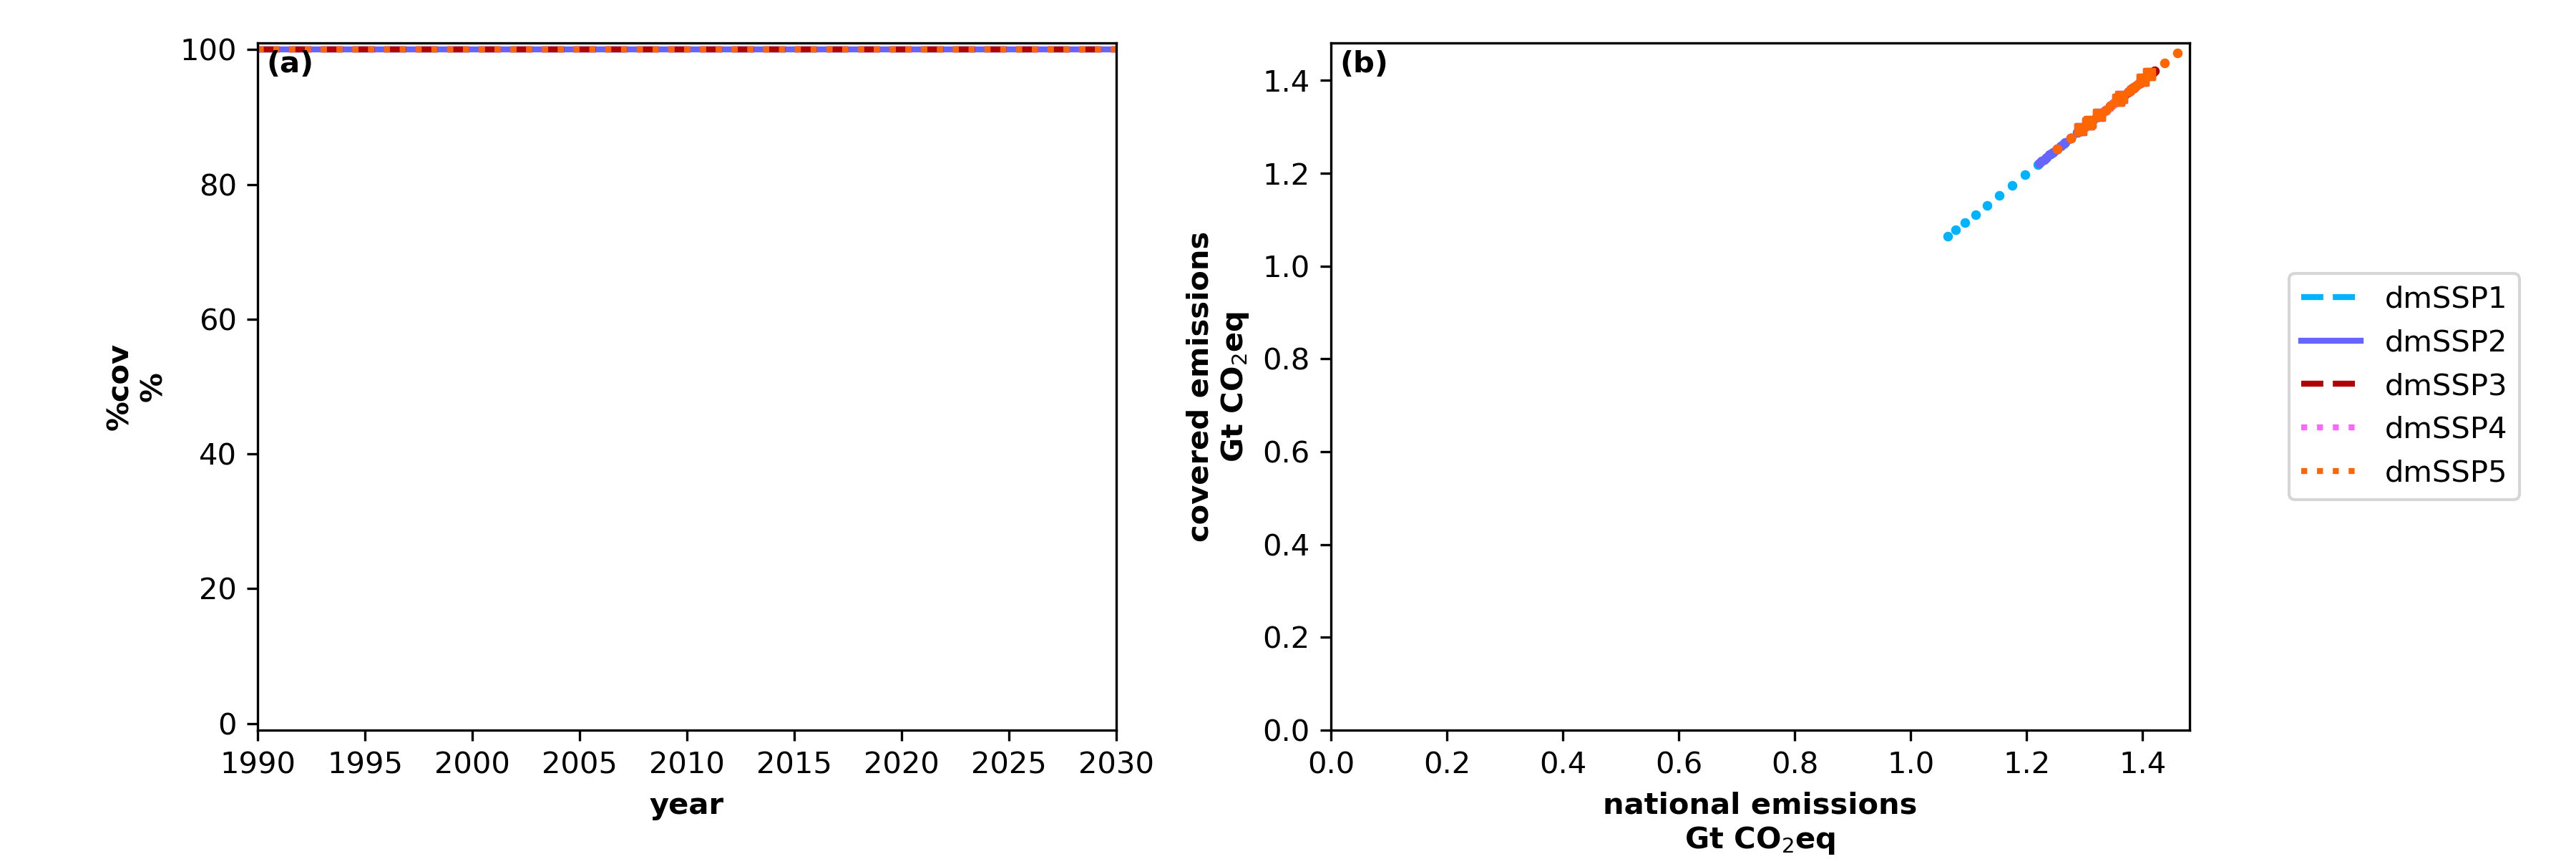 (a)
100
80
60
40
20
0
%cov
%
1990 1995 2000 2005 2010 2015 2020 2025 2030
year
(b)
1.4
1.2
1.0
0.8
0.6
0.4
0.2
0.0
covered emissions
Gt CO₂eq
0.0 0.2 0.4 0.6 0.8 1.0 1.2 1.4
national emissions
Gt CO₂eq
dmSSP1
dmSSP2
dmSSP3
dmSSP4
dmSSP5